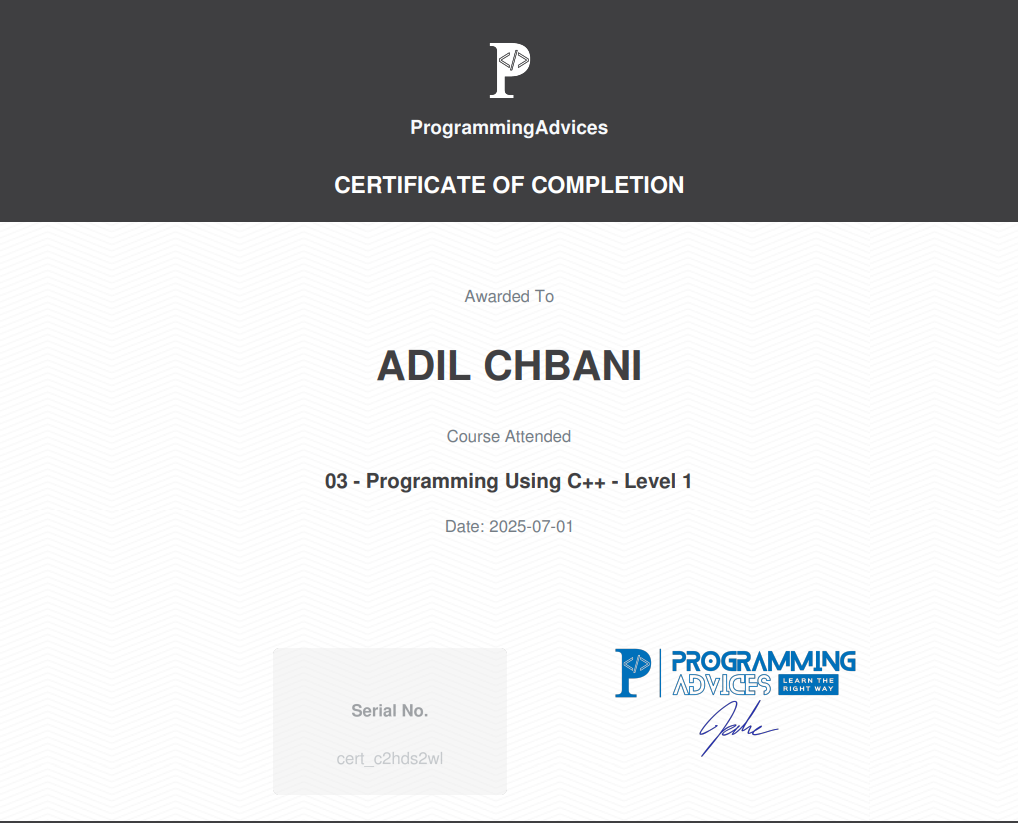 </>
ProgrammingAdvices
CERTIFICATE OF COMPLETION
Awarded To
ADIL CHBANI
Course Attended
03 - Programming Using C++ - Level 1
Date: 2025-07-01
Serial No.
cert_c2hds2wl
P </> PROGRAMMING
ADVICES LEARN THE
RIGHT WAY